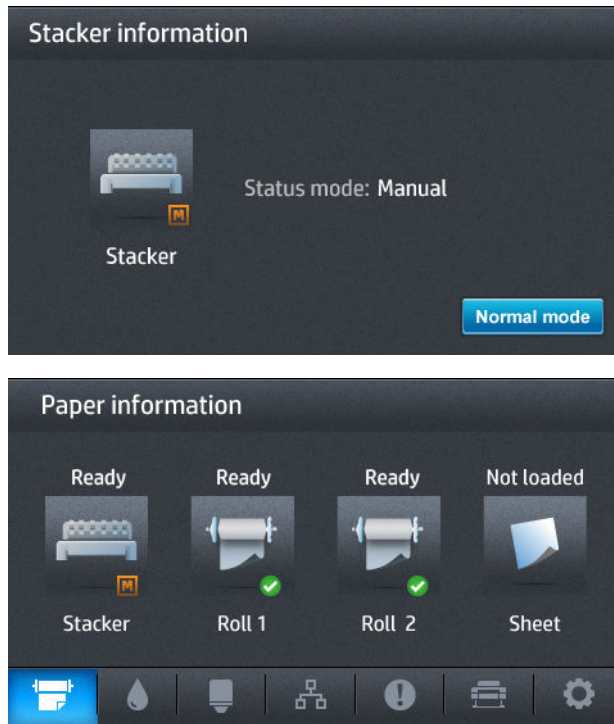 Stacker information
Status mode: Manual
M
Stacker
Normal mode
Paper information
Ready Ready Ready Not loaded
M
Stacker Roll 1 Roll 2 Sheet